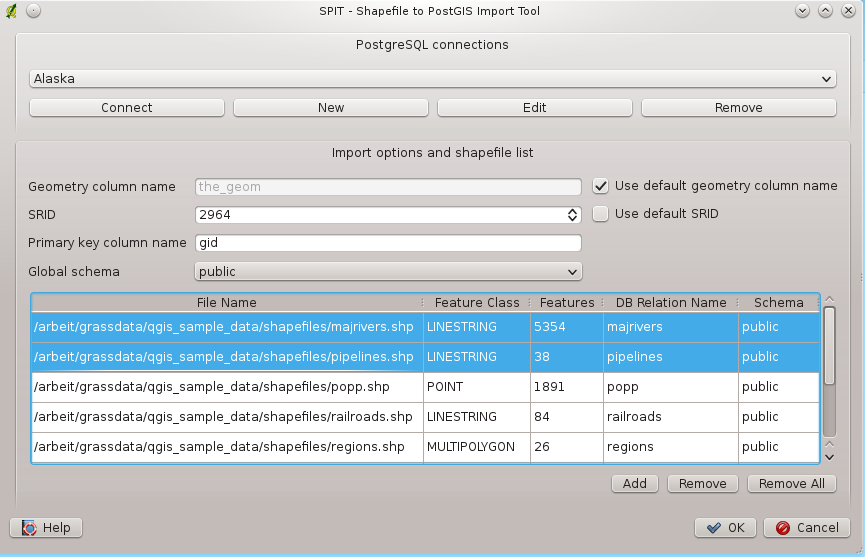 SPIT - Shapefile to PostGIS Import Tool
PostgreSQL connections
Alaska
Connect New Edit Remove
Import options and shapefile list
Geometry column name the_geom Use default geometry column name
SRID 2964 Use default SRID
Primary key column name gid
Global schema public
File Name Feature Class Features DB Relation Name Schema
/arbeit/grassdata/qgis_sample_data/shapefiles/majrivers.shp LINESTRING 5354 majrivers public
/arbeit/grassdata/qgis_sample_data/shapefiles/pipelines.shp LINESTRING 38 pipelines public
/arbeit/grassdata/qgis_sample_data/shapefiles/popp.shp POINT 1891 popp public
/arbeit/grassdata/qgis_sample_data/shapefiles/railroads.shp LINESTRING 84 railroads public
/arbeit/grassdata/qgis_sample_data/shapefiles/regions.shp MULTIPOLYGON 26 regions public
Add Remove Remove All
Help OK Cancel